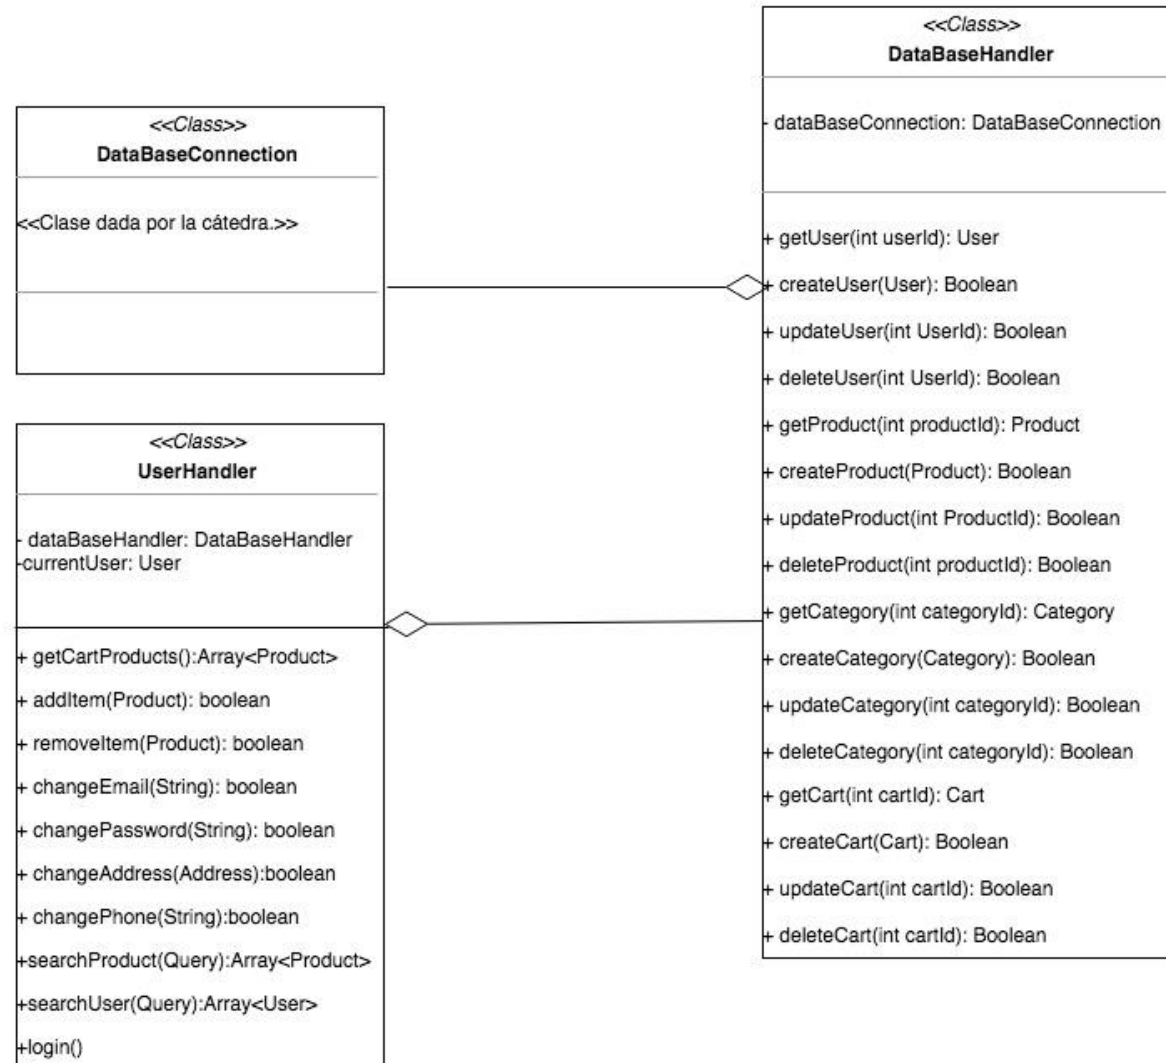 <<Class>>
DataBaseConnection
<<Clase dada por la cátedra.>>
<<Class>>
UserHandler
- dataBaseHandler: DataBaseHandler
-currentUser: User
+ getCartProducts():Array<Product>
+ addItem(Product): boolean
+ removeItem(Product): boolean
+ changeEmail(String): boolean
+ changePassword(String): boolean
+ changeAddress(Address):boolean
+ changePhone(String):boolean
+searchProduct(Query):Array<Product>
+searchUser(Query):Array<User>
+login()
<<Class>>
DataBaseHandler
- dataBaseConnection: DataBaseConnection
+ getUser(int userId): User
+ createUser(User): Boolean
+ updateUser(int UserId): Boolean
+ deleteUser(int UserId): Boolean
+ getProduct(int productId): Product
+ createProduct(Product): Boolean
+ updateProduct(int ProductId): Boolean
+ deleteProduct(int productId): Boolean
+ getCategory(int categoryId): Category
+ createCategory(Category): Boolean
+ updateCategory(int categoryId): Boolean
+ deleteCategory(int categoryId): Boolean
+ getCart(int cartId): Cart
+ createCart(Cart): Boolean
+ updateCart(int cartId): Boolean
+ deleteCart(int cartId): Boolean